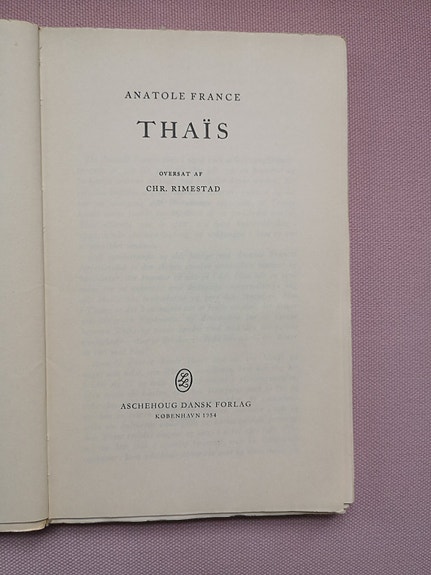 ANATOLE FRANCE
THAÏS
OVERSAT AF
CHR. RIMESTAD
ASCHEHOUG DANSK FORLAG
KØBENHAVN 1954